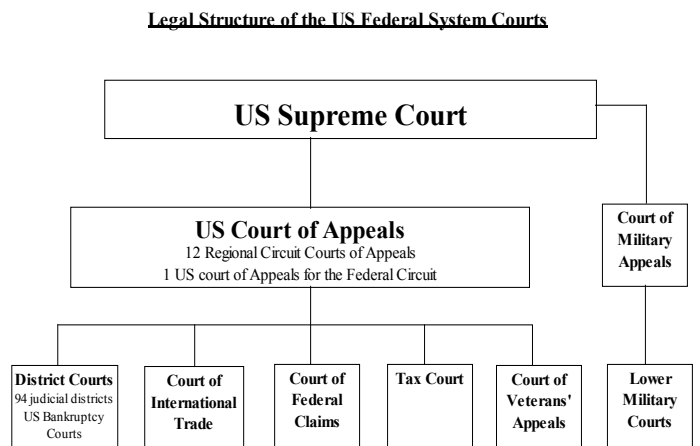 Legal Structure of the US Federal System Courts
US Supreme Court
US Court of Appeals
12 Regional Circuit Courts of Appeals
1 US court of Appeals for the Federal Circuit
Court of
Military
Appeals
District Courts
94 judicial districts
US Bankruptcy
Courts
Court of
International
Trade
Court of
Federal
Claims
Tax Court
Court of
Veterans'
Appeals
Lower
Military
Courts